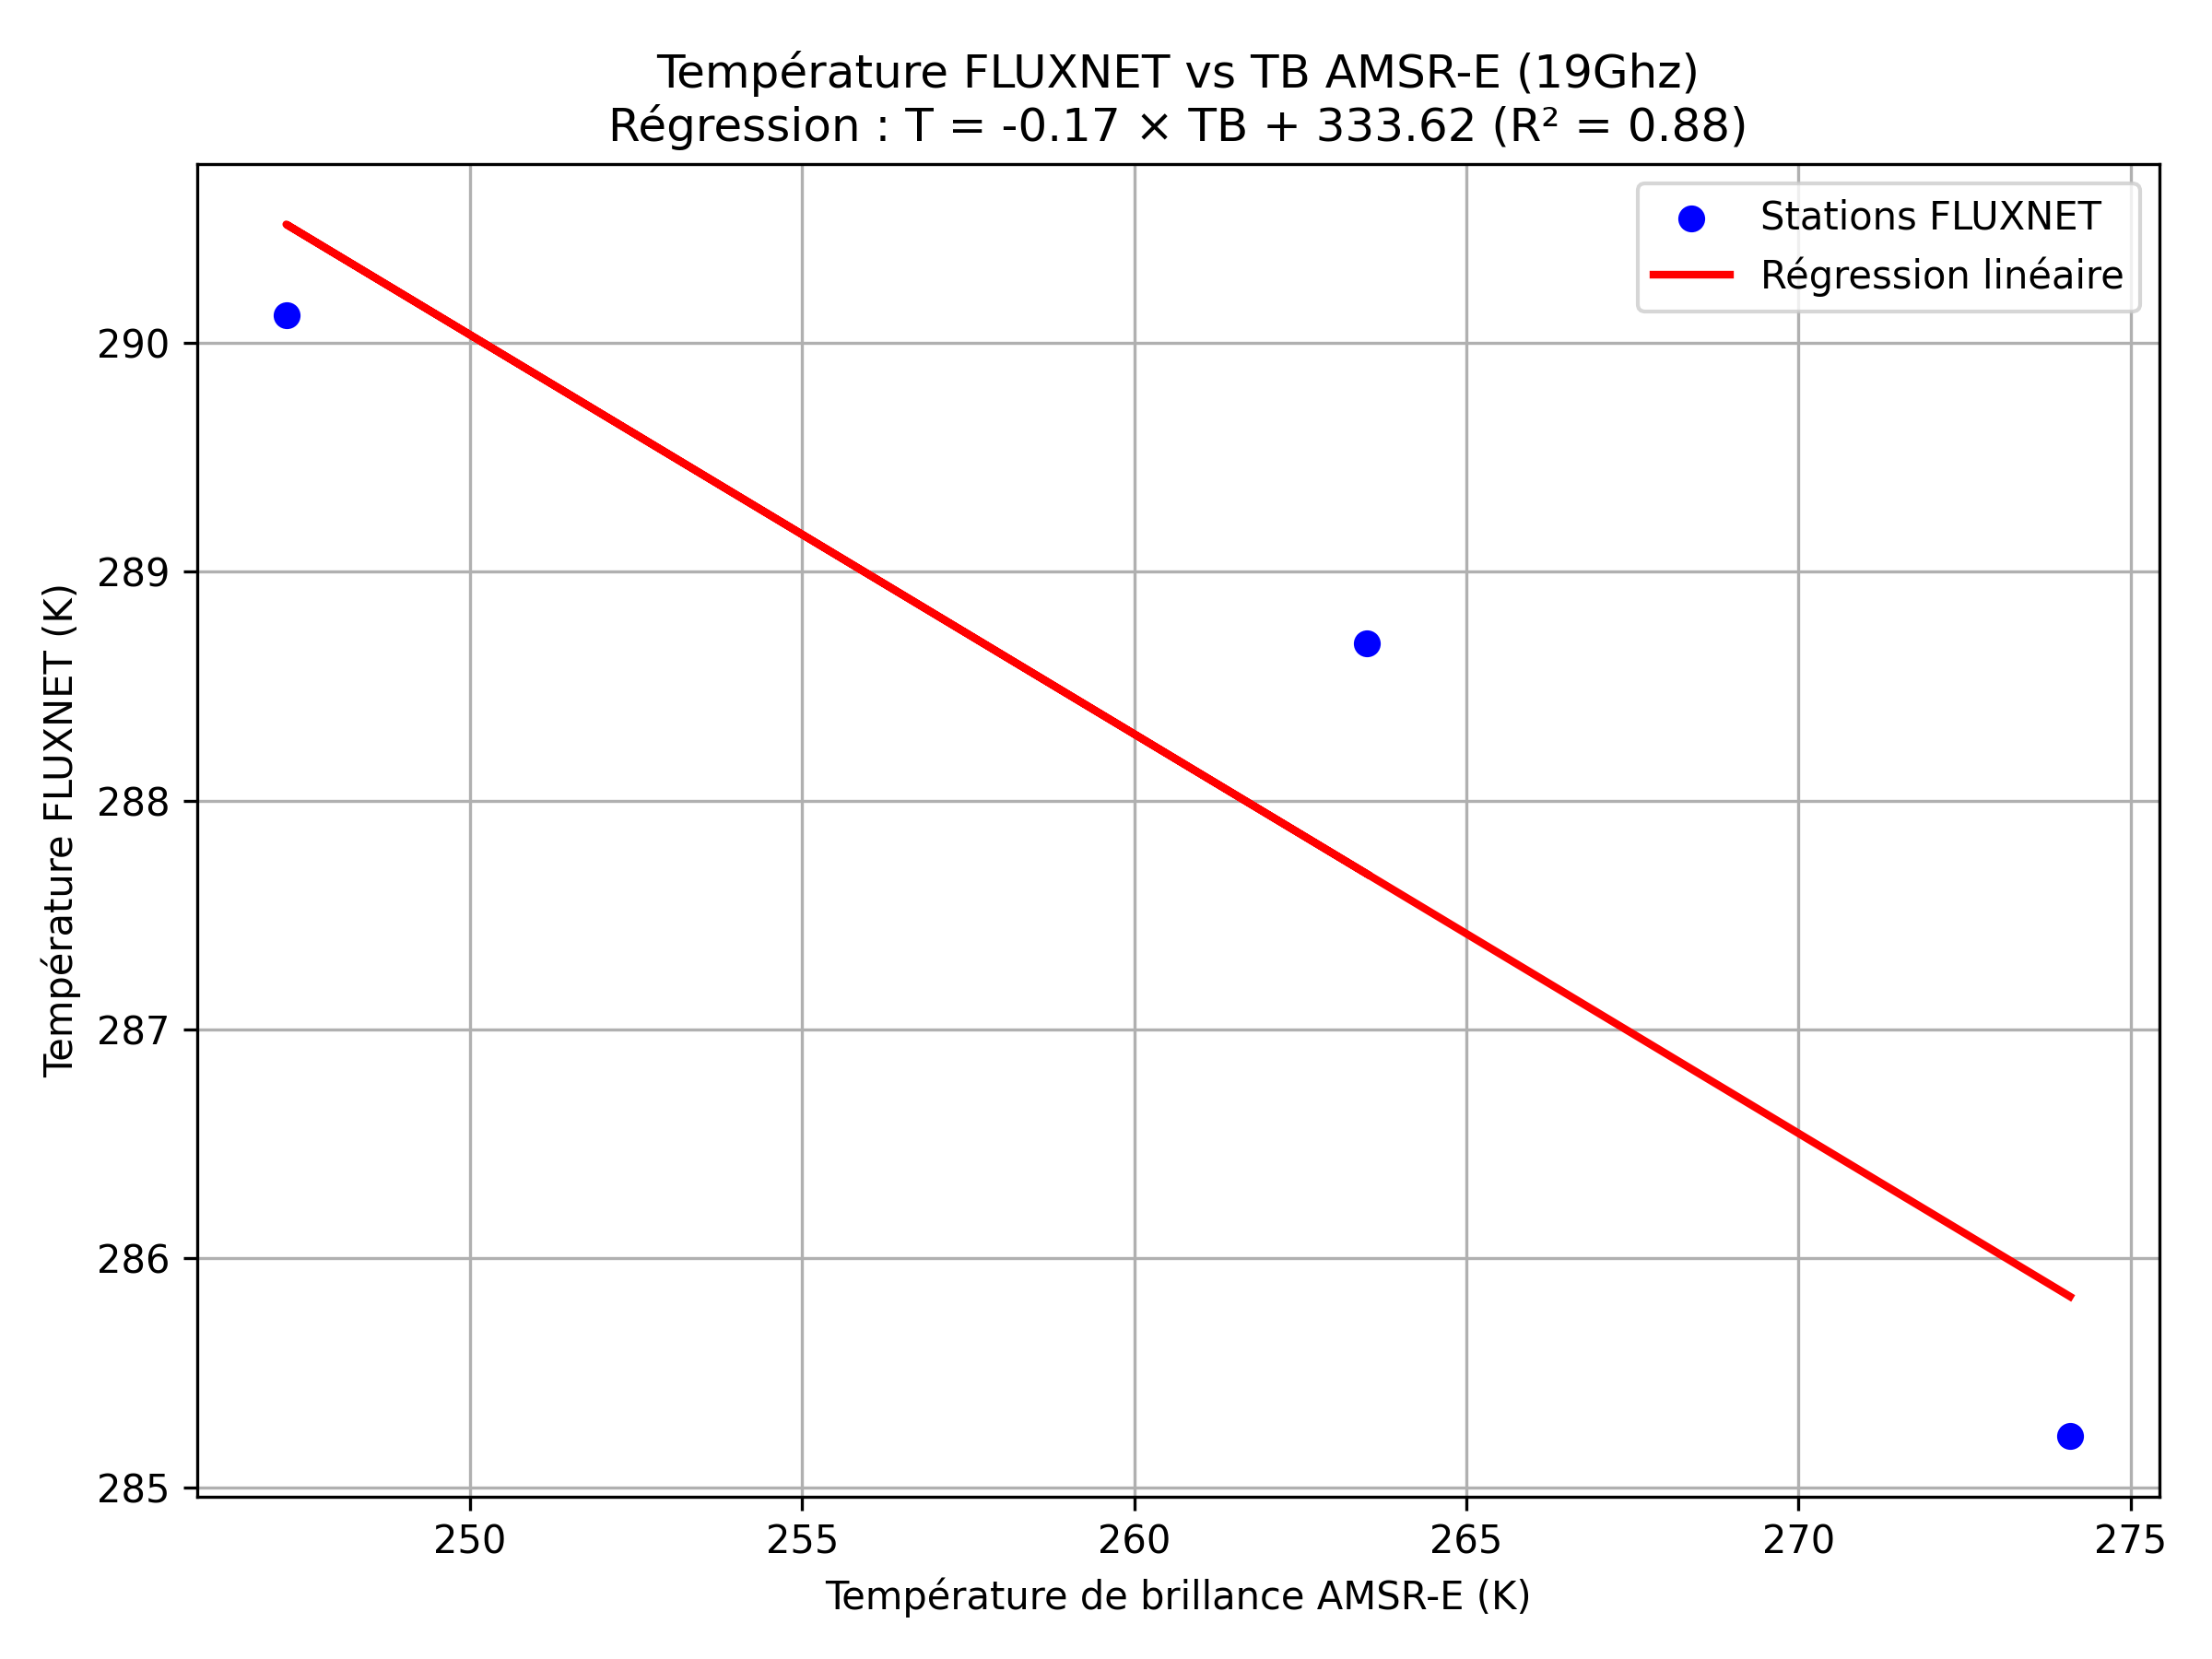 Température FLUXNET vs TB AMSR-E (19Ghz)
Régression : T = -0.17 × TB + 333.62 (R² = 0.88)
Stations FLUXNET
Régression linéaire
Température FLUXNET (K)
290
289
288
287
286
285
250
255
260
265
270
275
Température de brillance AMSR-E (K)